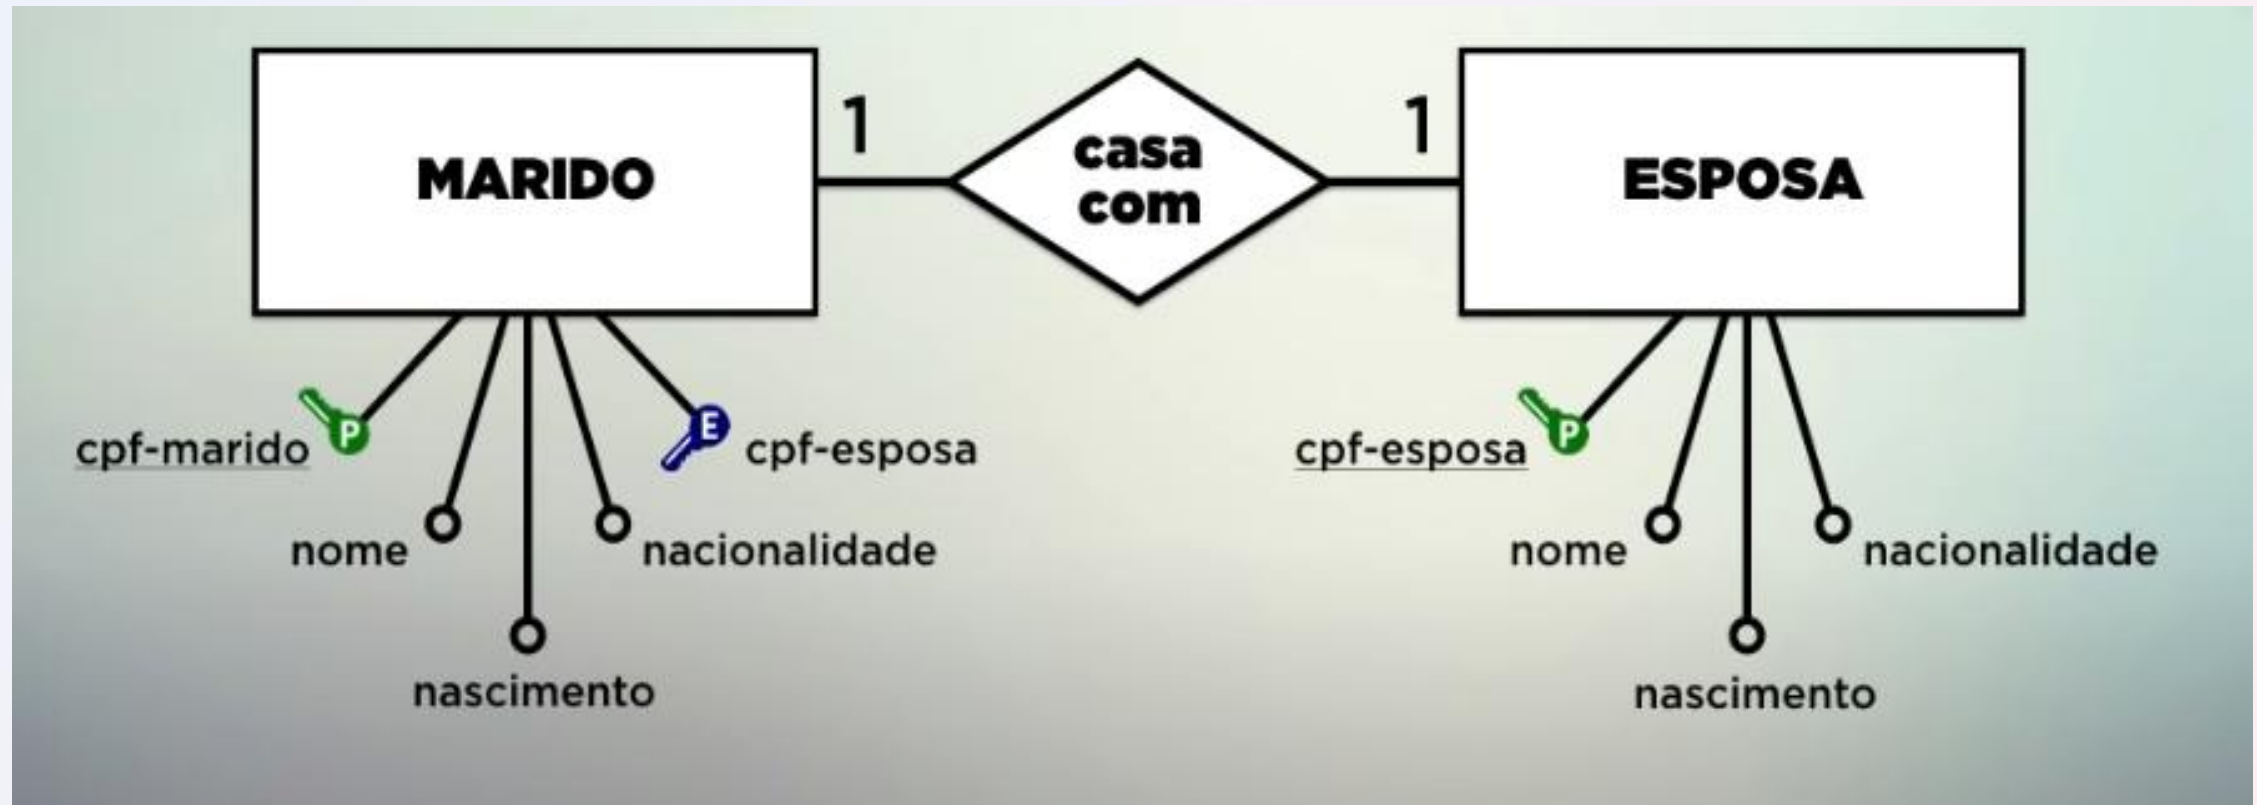 MARIDO
1
casa
com
1
ESPOSA
cpf-marido
P
E
cpf-esposa
nome
nacionalidade
nascimento
cpf-esposa
P
nome
nacionalidade
nascimento